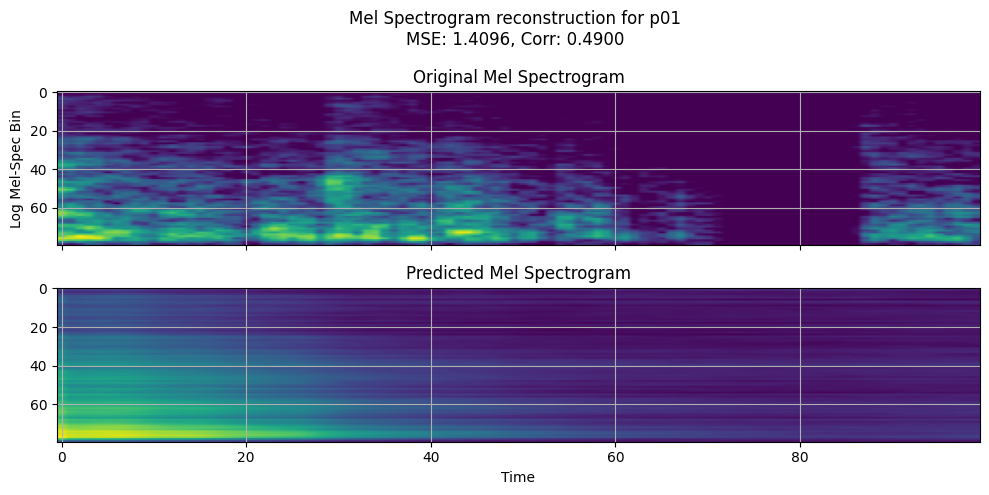 Mel Spectrogram reconstruction for p01
MSE: 1.4096, Corr: 0.4900
Original Mel Spectrogram
0
20
40
60
Log Mel-Spec Bin
Predicted Mel Spectrogram
0
20
40
60
0 20 40 60 80
Time